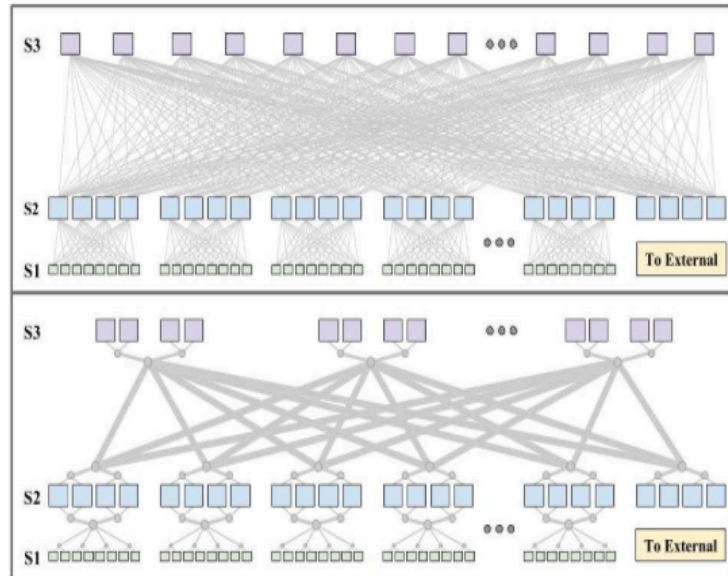 S3
S2
S1
To External
S3
S2
S1
To External